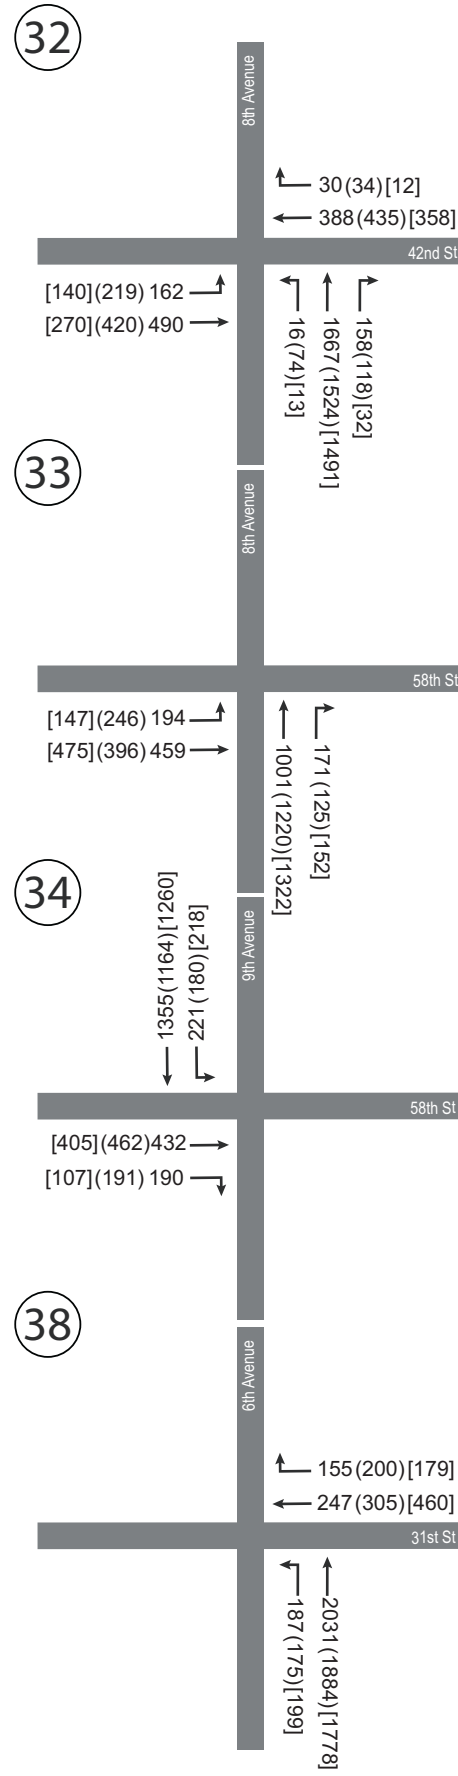 32
8th Avenue
30 (34) [12]
388 (435) [358]
42nd St
[140] (219) 162
[270] (420) 490
16 (74) [13]
1667 (1524) [1491]
158 (118) [32]
33
8th Avenue
58th St
[147] (246) 194
[475] (396) 459
1001 (1220) [1322]
171 (125) [152]
34
1355 (1164) [1260]
221 (180) [218]
9th Avenue
58th St
[405] (462) 432
[107] (191) 190
38
6th Avenue
155 (200) [179]
247 (305) [460]
31st St
187 (175) [199]
2031 (1884) [1778]